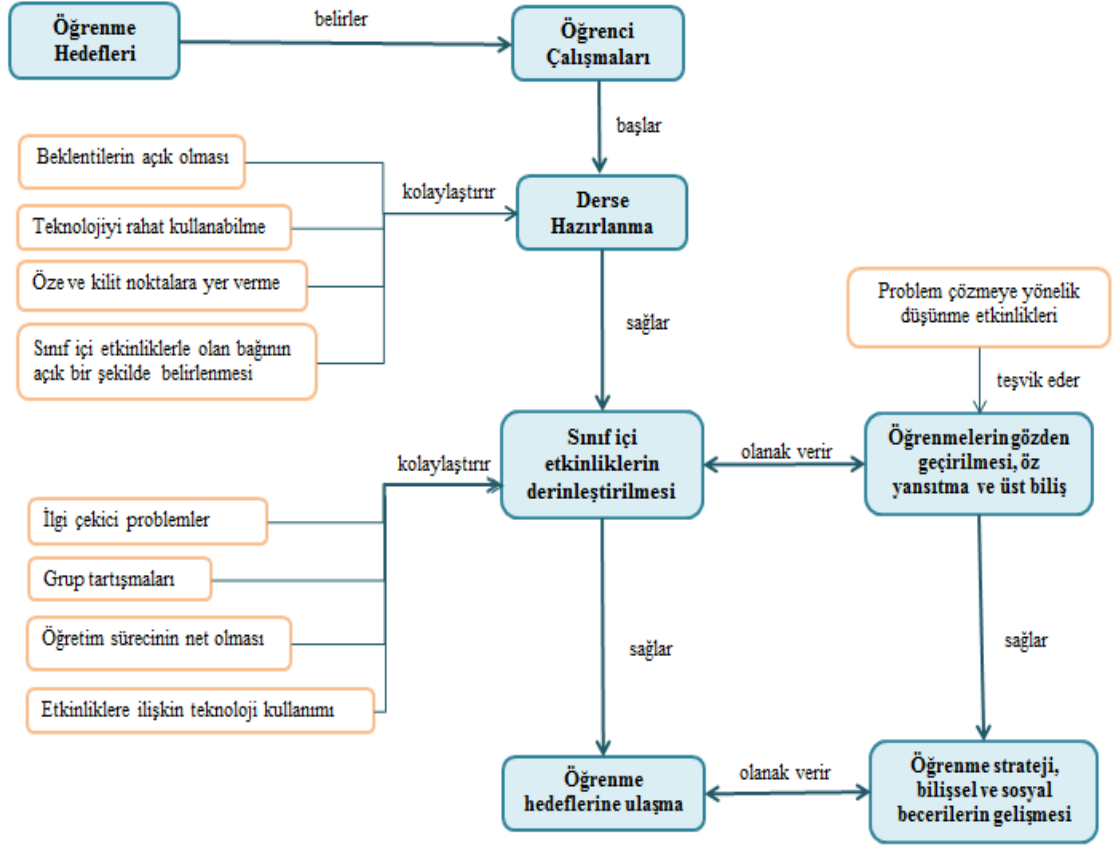 Öğrenme
Hedefleri
belirler
Öğrenci
Çalışmaları
başlar
Beklentilerin açık olması
Teknolojiyi rahat kullanabilme
Öze ve kilit noktalara yer verme
Sınıf içi etkinliklerle olan bağının
açık bir şekilde belirlenmesi
kolaylaştırır
Derse
Hazırlanma
sağlar
Problem çözmeye yönelik
düşünme etkinlikleri
teşvik eder
kolaylaştırır
Sınıf içi
etkinliklerin
derinleştirilmesi
olanak verir
Öğrenmelerin gözden
geçirilmesi, öz
yansıtma ve üst biliş
İlgi çekici problemler
Grup tartışmaları
Öğretim sürecinin net olması
Etkinliklere ilişkin teknoloji kullanımı
sağlar
sağlar
Öğrenme
hedeflerine ulaşma
olanak verir
Öğrenme strateji,
bilişsel ve sosyal
becerilerin gelişmesi